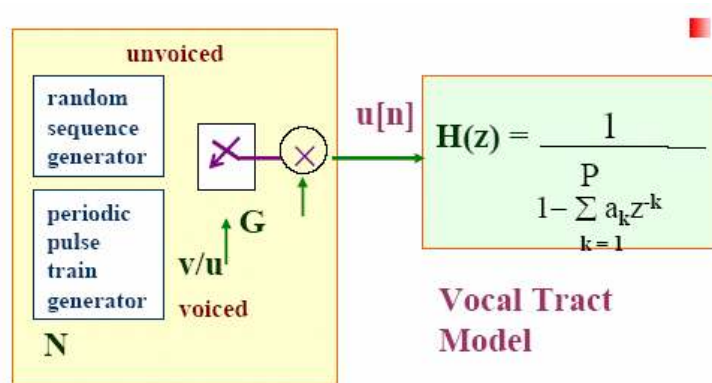 unvoiced
random
sequence
generator
periodic
pulse
train
generator
N
v/u
voiced
G
u[n]
H(z) = 1
P
1– Σ aₖz⁻ᵏ
k = 1
Vocal Tract
Model